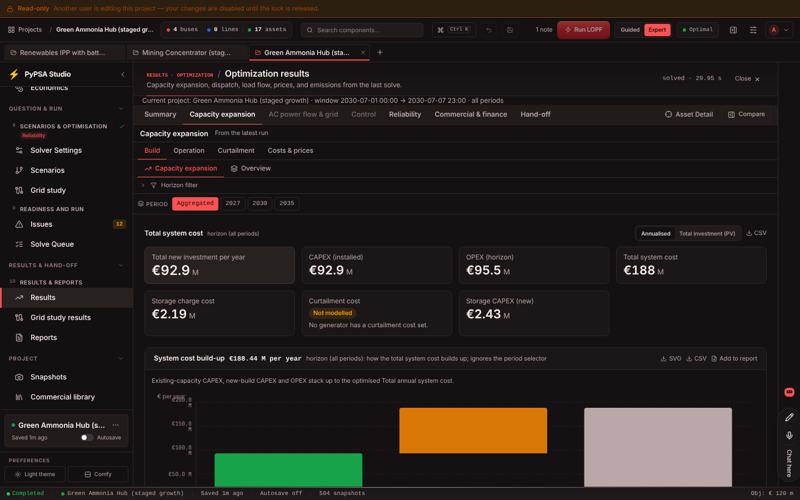 Read-only Another user is editing this project — your changes are disabled until the lock is released.
Projects / Green Ammonia Hub (staged gr...
4 buses 0 lines 17 assets
Search components...
Ctrl K
1 note
Run LOPF
Guided Expert
Optimal
A
Renewables IPP with batt...
Mining Concentrator (stag...
Green Ammonia Hub (sta...
PyPSA Studio
Economics
QUESTION & RUN
SCENARIOS & OPTIMISATION
Reliability
Solver Settings
Scenarios
Grid study
READINESS AND RUN
Issues 12
Solve Queue
RESULTS & HAND-OFF
RESULTS & REPORTS
Results
Grid study results
Reports
PROJECT
Snapshots
Commercial library
Green Ammonia Hub (s... ...
Saved 1m ago Autosave
PREFERENCES
Light theme Comfy
RESULTS · OPTIMIZATION / Optimization results
Capacity expansion, dispatch, load flow, prices, and emissions from the last solve.
solved · 29.95 s Close
Current project: Green Ammonia Hub (staged growth) · window 2030-07-01 00:00 → 2030-07-07 23:00 · all periods
Summary Capacity expansion AC power flow & grid Control Reliability Commercial & finance Hand-off
Asset Detail Compare
Capacity expansion From the latest run
Build Operation Curtailment Costs & prices
Capacity expansion Overview
Horizon filter
PERIOD Aggregated 2027 2030 2035
Total system cost horizon (all periods)
Annualised Total investment (PV) CSV
Total new investment per year
€92.9 M
CAPEX (installed)
€92.9 M
OPEX (horizon)
€95.5 M
Total system cost
€188 M
Storage charge cost
€2.19 M
Curtailment cost
Not modelled
No generator has a curtailment cost set.
Storage CAPEX (new)
€2.43 M
System cost build-up €188.44 M per year horizon (all periods): how the total system cost builds up; ignores the period selector
SVG CSV Add to report
Existing-capacity CAPEX, new-build CAPEX and OPEX stack up to the optimised Total annual system cost.
€ per year
€200.0 M
€150.0 M
€100.0 M
€50.0 M
Chat here
Completed Green Ammonia Hub (staged growth) Saved 1m ago Autosave off 504 snapshots
Obj: € 120 m